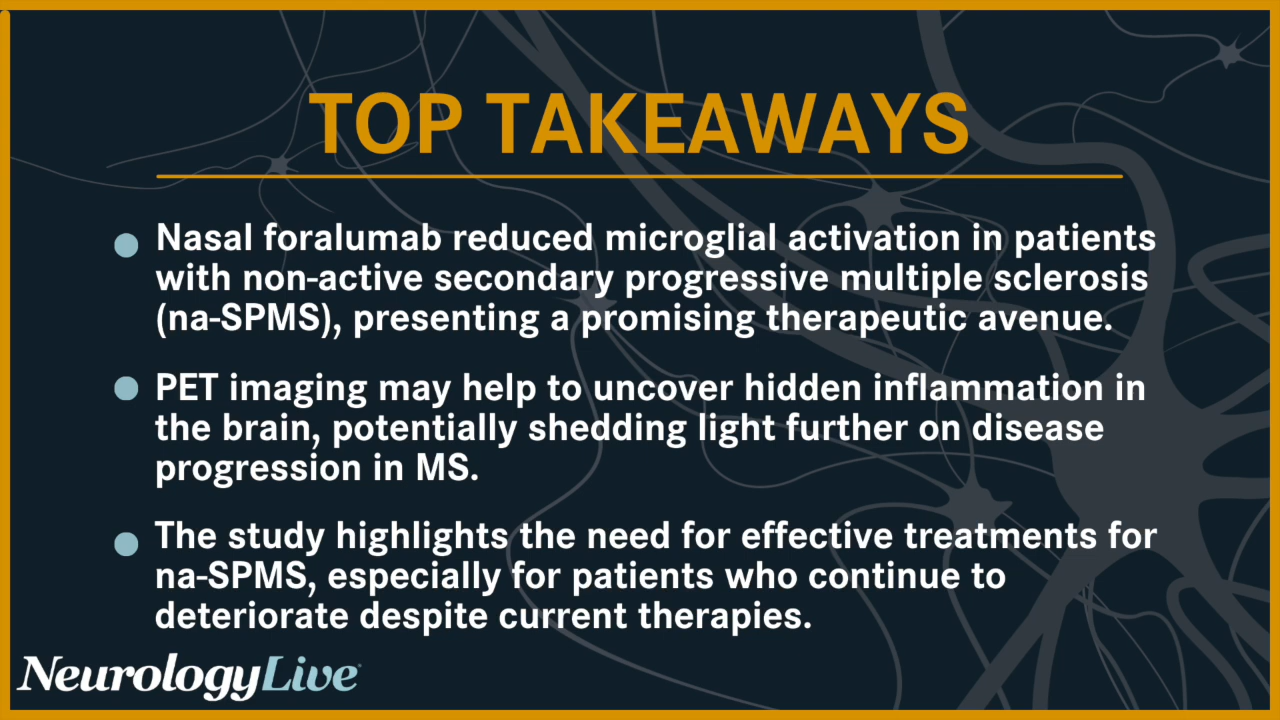 TOP TAKEAWAYS
Nasal foralumab reduced microglial activation in patients
with non-active secondary progressive multiple sclerosis
(na-SPMS), presenting a promising therapeutic avenue.
PET imaging may help to uncover hidden inflammation in
the brain, potentially shedding light further on disease
progression in MS.
The study highlights the need for effective treatments for
na-SPMS, especially for patients who continue to
deteriorate despite current therapies.
NeurologyLive